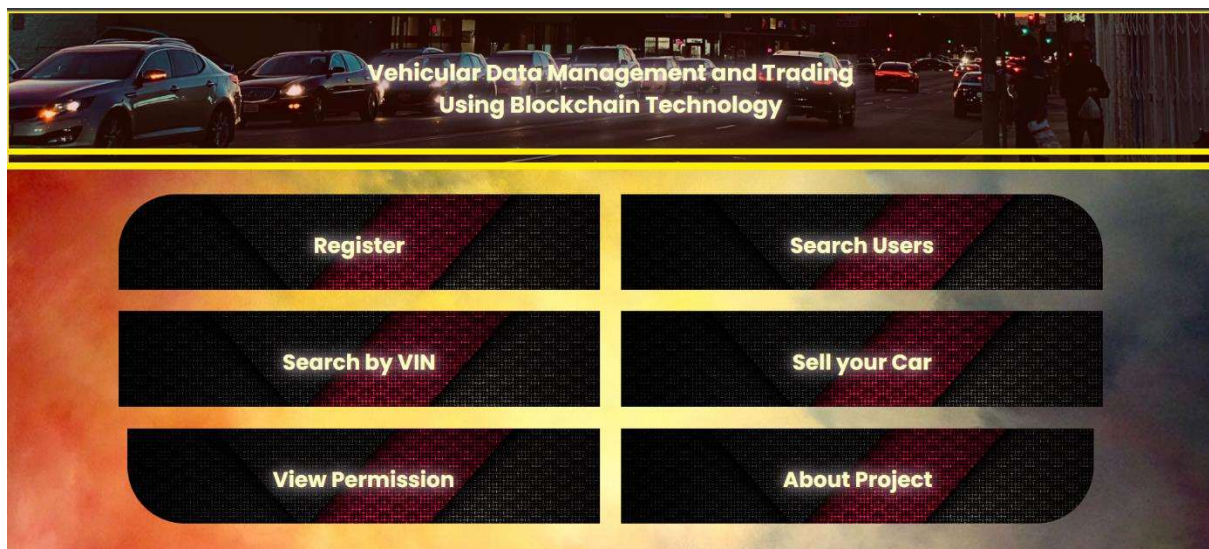 Vehicular Data Management and Trading
Using Blockchain Technology
Register
Search Users
Search by VIN
Sell your Car
View Permission
About Project